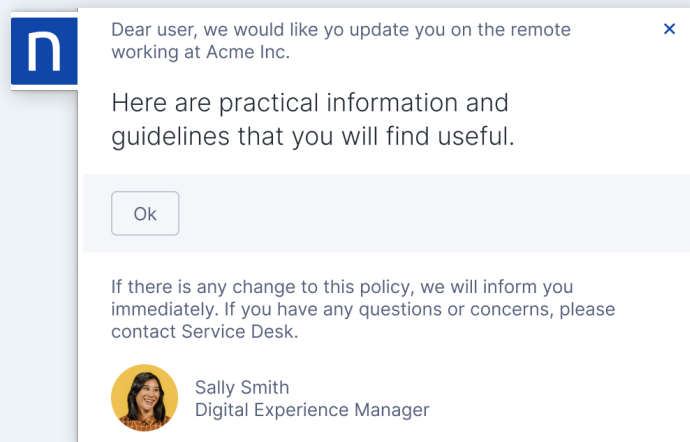 n
Dear user, we would like yo update you on the remote
working at Acme Inc.
Here are practical information and
guidelines that you will find useful.
Ok
If there is any change to this policy, we will inform you
immediately. If you have any questions or concerns, please
contact Service Desk.
Sally Smith
Digital Experience Manager